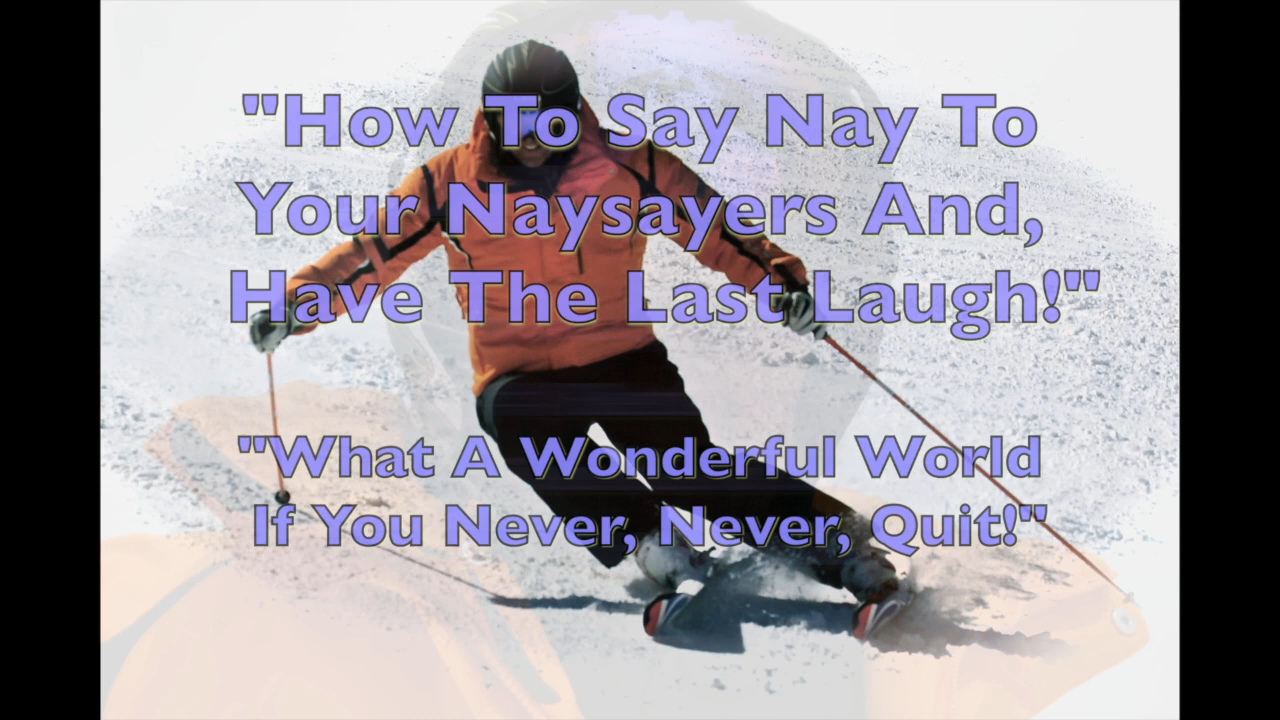 "How To Say Nay To
Your Naysayers And,
Have The Last Laugh!"
"What A Wonderful World
If You Never, Never, Quit!"